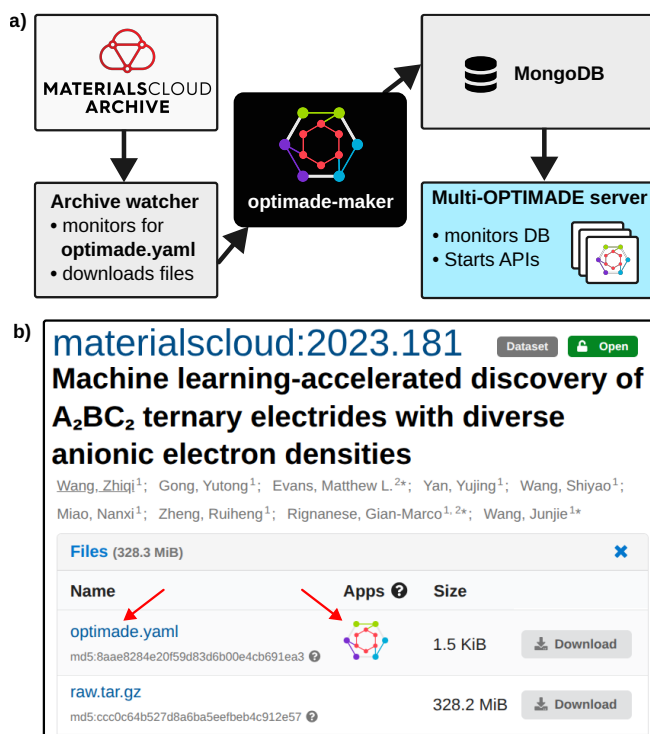 a)
MATERIALSCLOUD
ARCHIVE
Archive watcher
• monitors for
optimade.yaml
• downloads files
optimade-maker
MongoDB
Multi-OPTIMADE server
• monitors DB
• Starts APIs
b)
materialscloud:2023.181
Dataset
Open
Machine learning-accelerated discovery of
A₂BC₂ ternary electrides with diverse
anionic electron densities
Wang, Zhiqi¹; Gong, Yutong¹; Evans, Matthew L.²*; Yan, Yujing¹; Wang, Shiyao¹;
Miao, Nanxi¹; Zheng, Ruiheng¹; Rignanese, Gian-Marco¹, ²*; Wang, Junjie¹*
Files (328.3 MiB)
Name Apps ? Size
optimade.yaml
md5:8aae8284e20f59d83d6b00e4cb691ea3 ?
1.5 KiB
Download
raw.tar.gz
md5:ccc0c64b527d8a6ba5eefbeb4c912e57 ?
328.2 MiB
Download